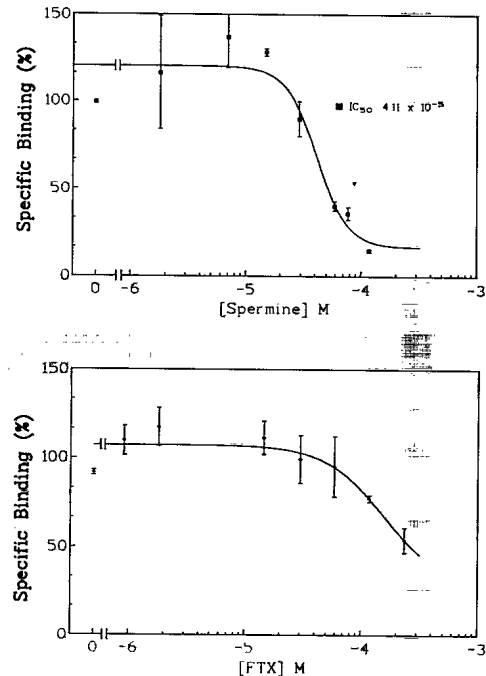 150
100
50
0
Specific Binding (%)
IC50 4.11 x 10-5
0 -6 -5 -4 -3
[Spermine] M
150
100
50
0
Specific Binding (%)
0 -6 -5 -4 -3
[FTX] M